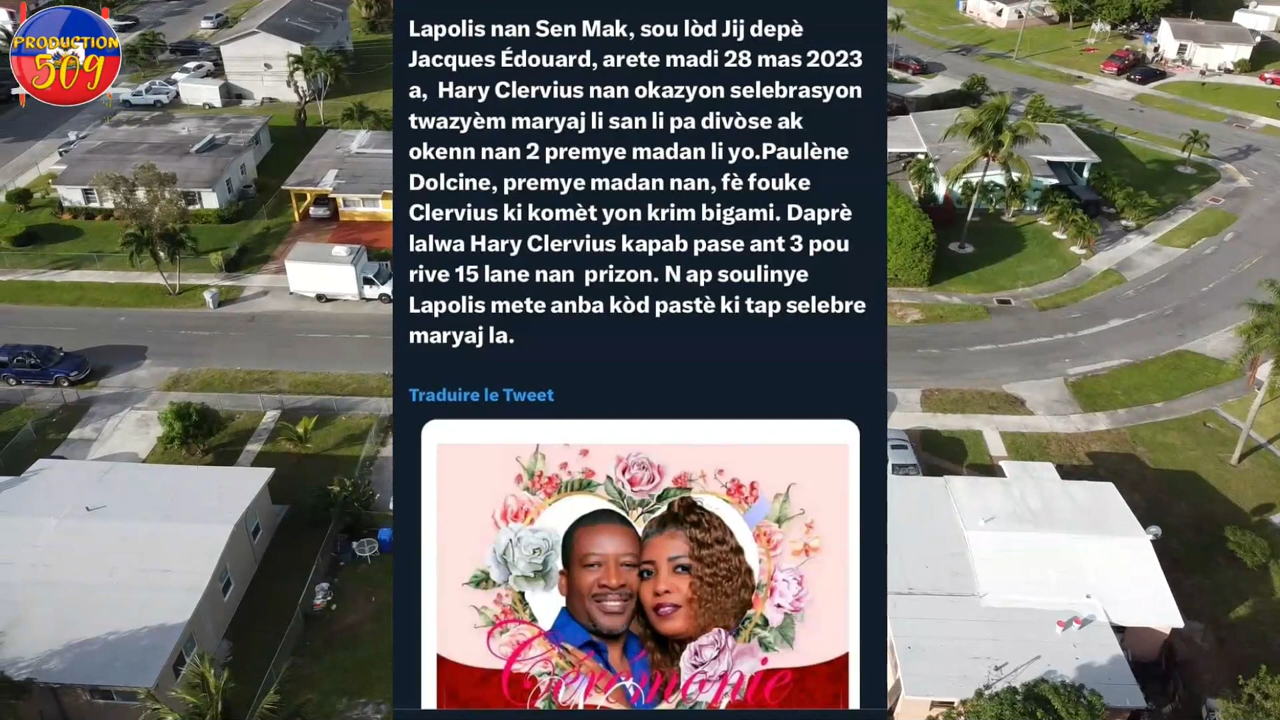 PRODUCTION
509
Lapolis nan Sen Mak, sou lòd Jij depè
Jacques Édouard, arete madi 28 mas 2023
a, Hary Clervius nan okazyon selebrasyon
twazyèm maryaj li san li pa divòse ak
okenn nan 2 premye madan li yo.Paulène
Dolcine, premye madan nan, fè fouke
Clervius ki komèt yon krim bigami. Daprè
lalwa Hary Clervius kapab pase ant 3 pou
rive 15 lane nan prizon. N ap soulinye
Lapolis mete anba kòd pastè ki tap selebre
maryaj la.
Traduire le Tweet
Cérémonie